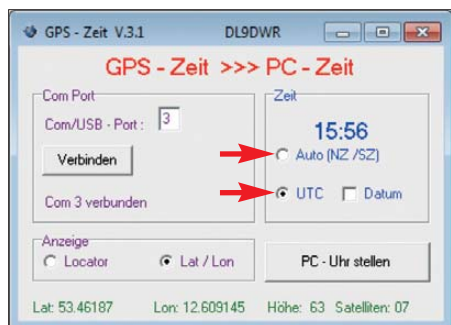 GPS - Zeit V.3.1 DL9DWR
GPS - Zeit >>> PC - Zeit
Com Port
Com/USB - Port : 3
Verbinden
Com 3 verbunden
Zeit
15:56
Auto (NZ /SZ)
UTC Datum
Anzeige
Locator Lat / Lon
PC - Uhr stellen
Lat: 53.46187 Lon: 12.609145 Höhe: 63 Satelliten: 07